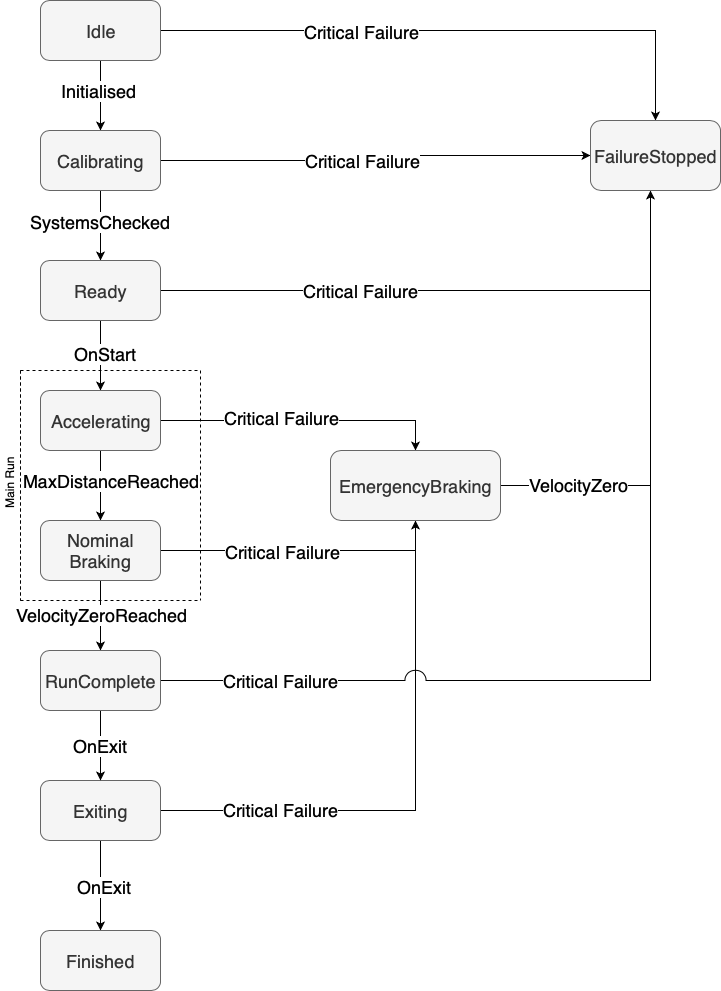 Idle
Critical Failure
Initialised
Calibrating
Critical Failure
FailureStopped
SystemsChecked
Ready
Critical Failure
OnStart
Main Run
Accelerating
Critical Failure
MaxDistanceReached
EmergencyBraking
VelocityZero
Nominal
Braking
Critical Failure
VelocityZeroReached
RunComplete
Critical Failure
OnExit
Exiting
Critical Failure
OnExit
Finished